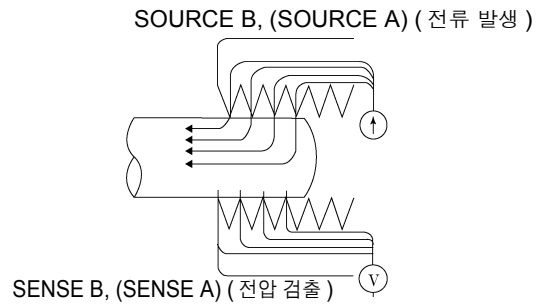 SOURCE B, (SOURCE A) ( 전류 발생 )
V
SENSE B, (SENSE A) ( 전압 검출 )